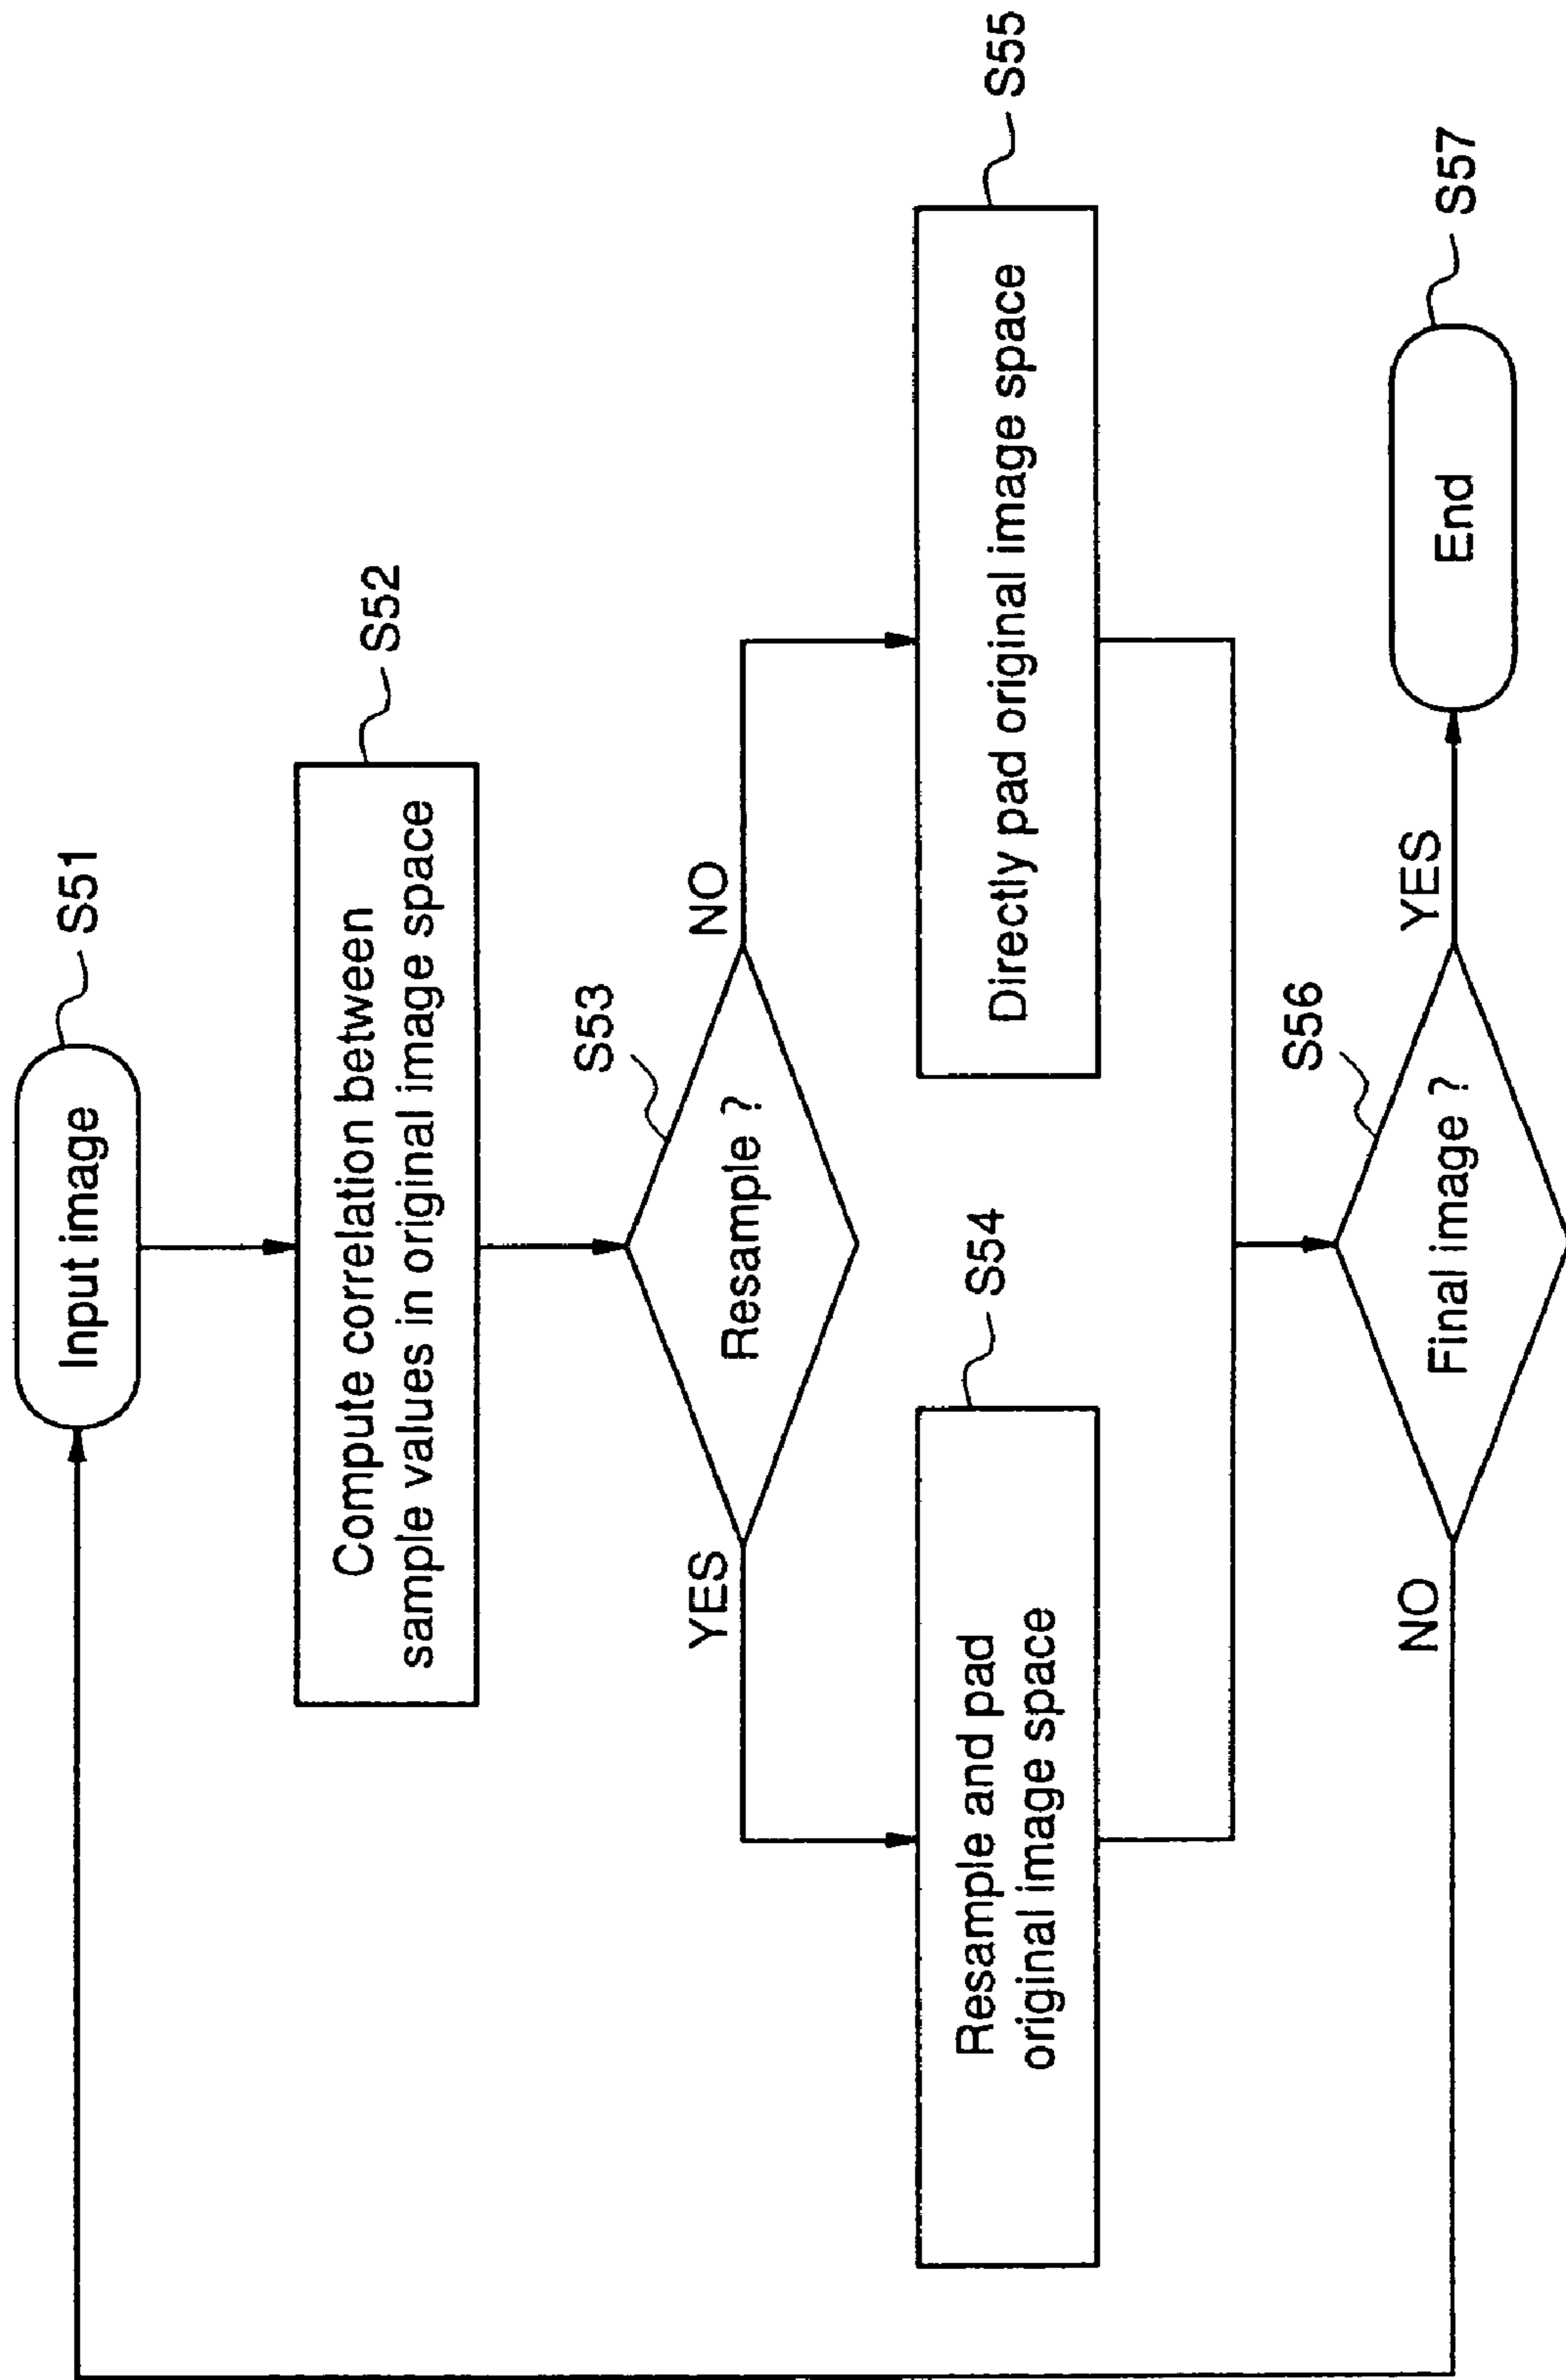 Input image
S51
Compute correlation between
sample values in original image space
S52
S53
Resample ?
YES
NO
Resample and pad
original image space
S54
Directly pad original image space
S55
S56
Final image ?
NO
YES
End
S57